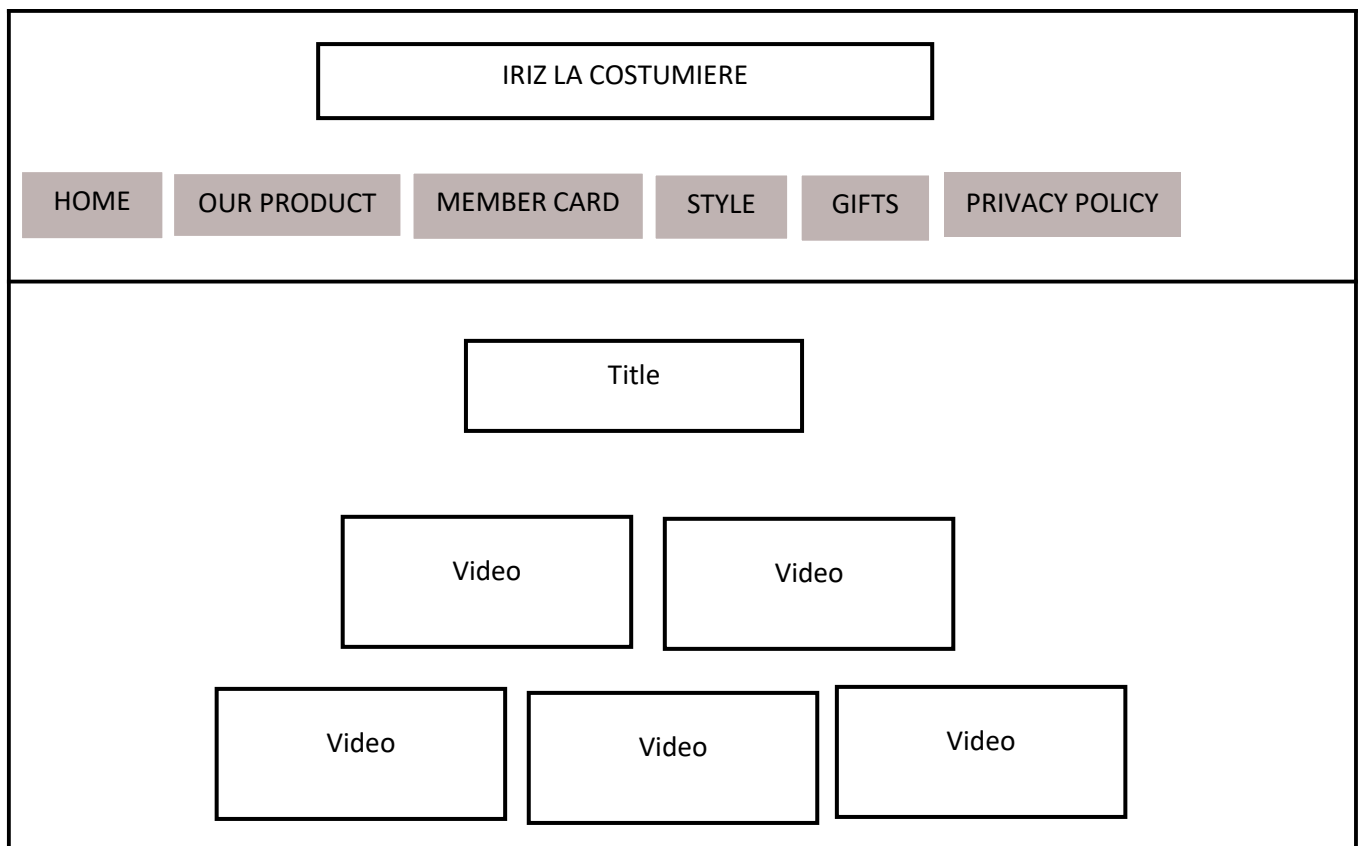 IRIZ LA COSTUMIERE
HOME OUR PRODUCT MEMBER CARD STYLE GIFTS PRIVACY POLICY
Title
Video Video
Video Video Video